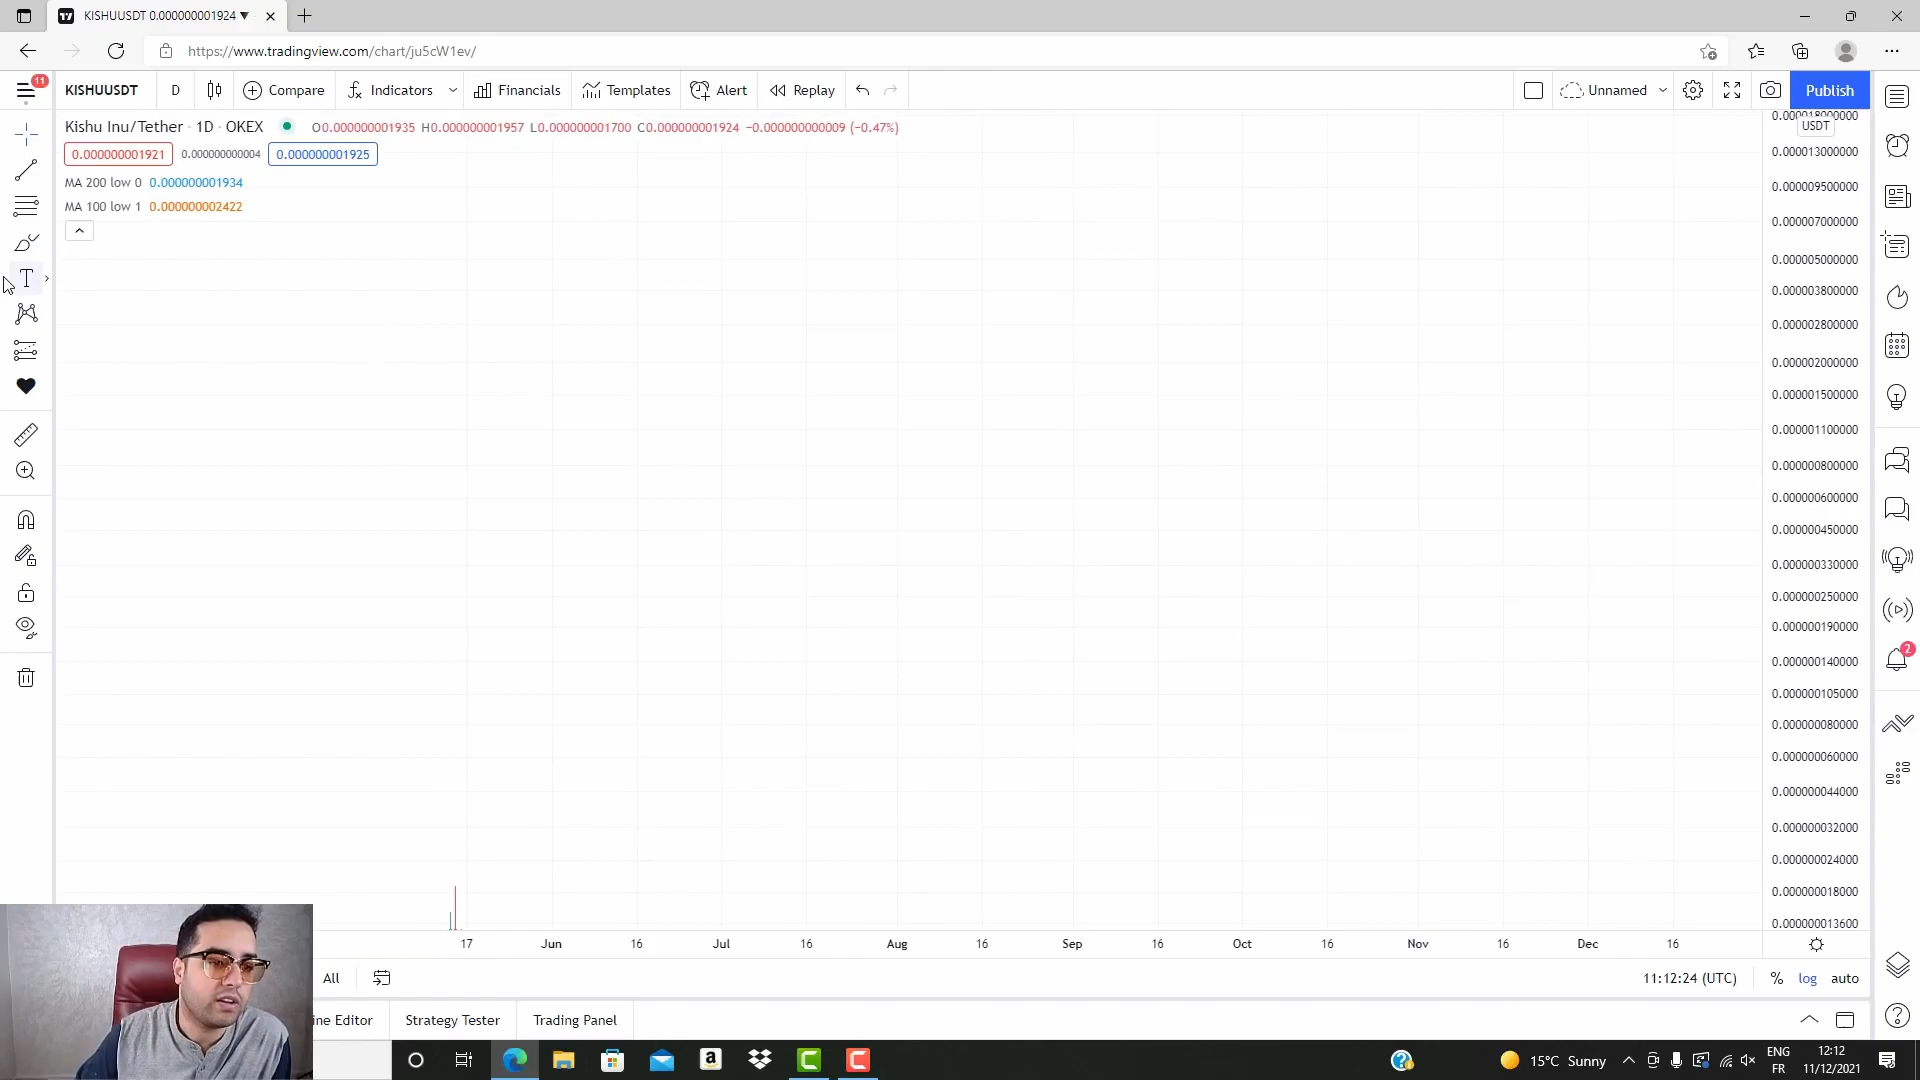 KISHUUSDT 0.000000001924 ▼
https://www.tradingview.com/chart/ju5cW1ev/
11
KISHUUSDT D Compare Indicators Financials Templates Alert Replay Unnamed Publish
Kishu Inu/Tether · 1D · OKEX O0.000000001935 H0.000000001957 L0.000000001700 C0.000000001924 −0.000000000009 (−0.47%)
0.000000001921 0.000000000004 0.000000001925
MA 200 low 0 0.000000001934
MA 100 low 1 0.000000002422
USDT
0.000013000000
0.000009500000
0.000007000000
0.000005000000
0.000003800000
0.000002800000
0.000002000000
0.000001500000
0.000001100000
0.000000800000
0.000000600000
0.000000450000
0.000000330000
0.000000250000
0.000000190000
0.000000140000
0.000000105000
0.000000080000
0.000000060000
0.000000044000
0.000000032000
0.000000024000
0.000000018000
0.000000013600
2
17 Jun 16 Jul 16 Aug 16 Sep 16 Oct 16 Nov 16 Dec 16
All 11:12:24 (UTC) % log auto
ine Editor Strategy Tester Trading Panel
15°C Sunny ENG 12:12
FR 11/12/2021